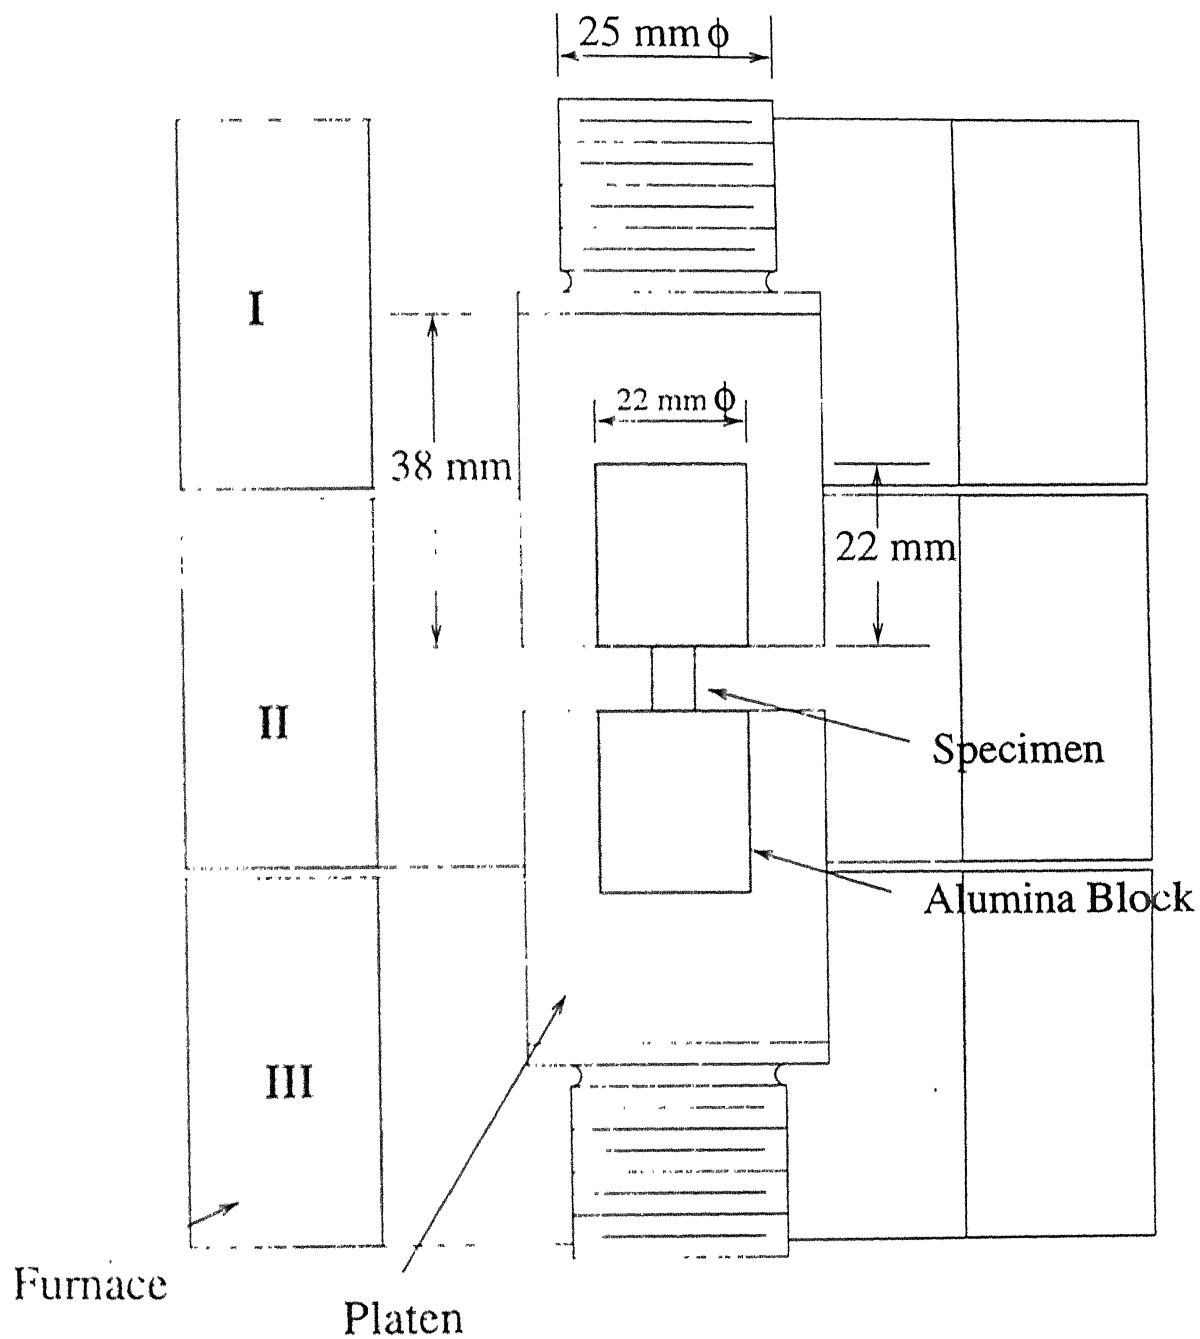 25 mm ϕ
I
22 mm ϕ
38 mm
22 mm
II
Specimen
Alumina Block
III
Furnace
Platen